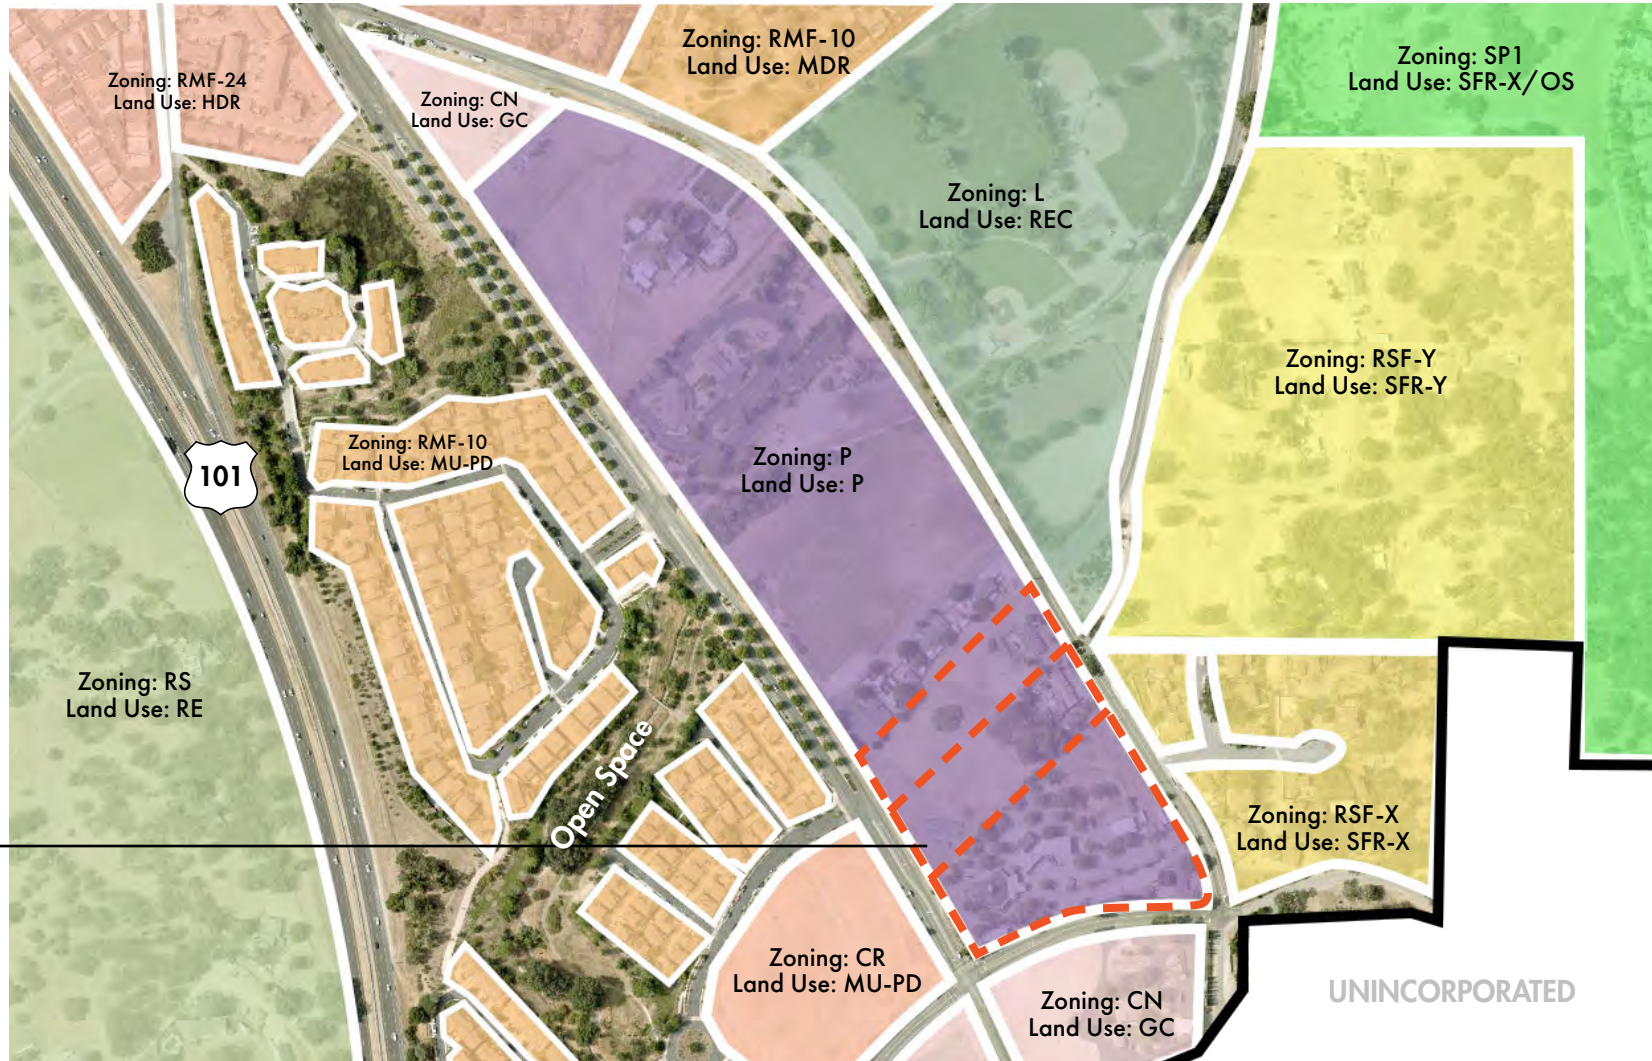 Zoning: RMF-10
Land Use: MDR
Zoning: SP1
Land Use: SFR-X/OS
Zoning: RMF-24
Land Use: HDR
Zoning: CN
Land Use: GC
Zoning: L
Land Use: REC
Zoning: RSF-Y
Land Use: SFR-Y
Zoning: RMF-10
Land Use: MU-PD
Zoning: P
Land Use: P
101
Zoning: RS
Land Use: RE
Open Space
Zoning: RSF-X
Land Use: SFR-X
Zoning: CR
Land Use: MU-PD
Zoning: CN
Land Use: GC
UNINCORPORATED